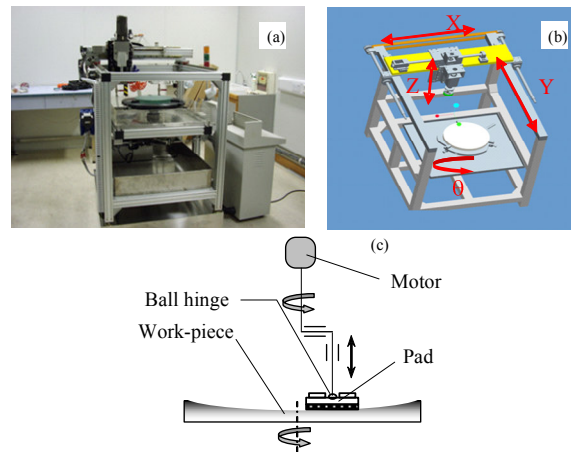 (a)
(b)
X
Y
Z
θ
(c)
Motor
Ball hinge
Work-piece
Pad